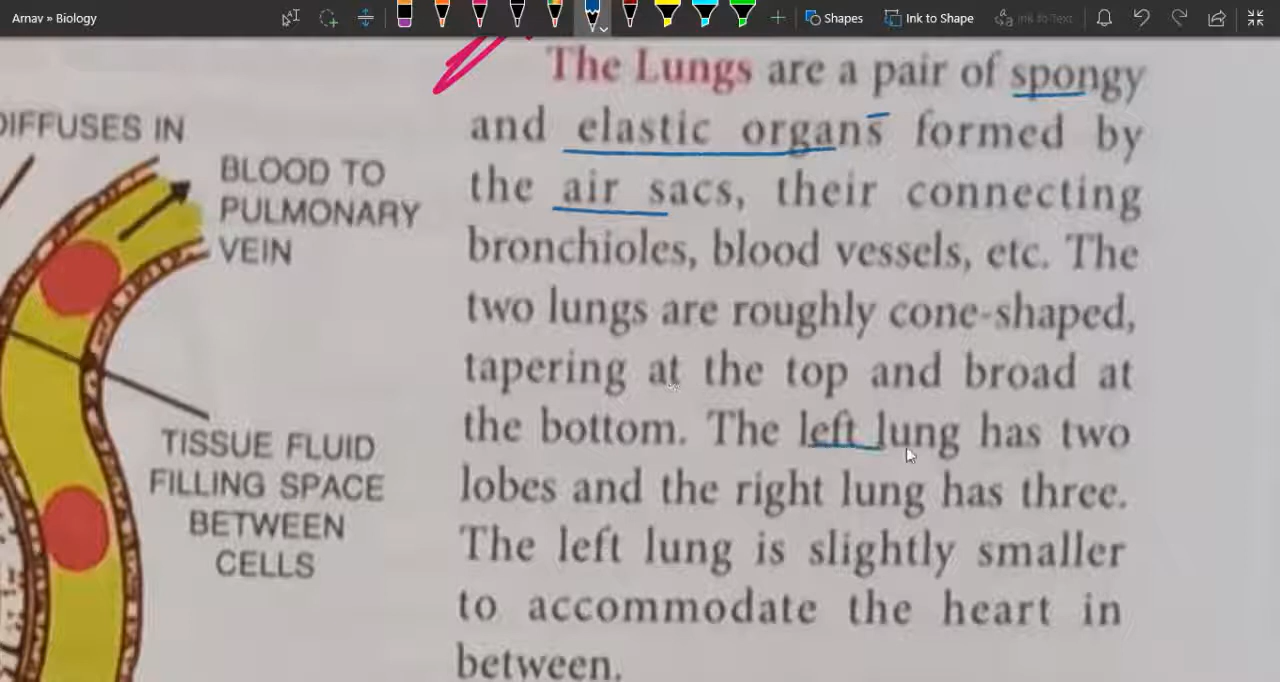 Arnav » Biology
Shapes
Ink to Shape
Ink to Text
DIFFUSES IN
BLOOD TO
PULMONARY
VEIN
TISSUE FLUID
FILLING SPACE
BETWEEN
CELLS
The Lungs are a pair of spongy
and elastic organs formed by
the air sacs, their connecting
bronchioles, blood vessels, etc. The
two lungs are roughly cone-shaped,
tapering at the top and broad at
the bottom. The left lung has two
lobes and the right lung has three.
The left lung is slightly smaller
to accommodate the heart in
between.